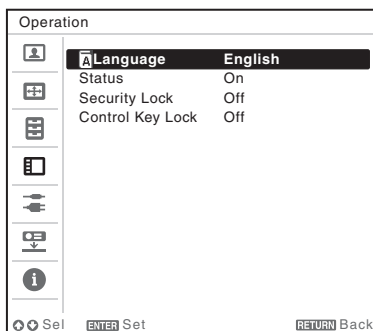 Operation
A Language English
Status On
Security Lock Off
Control Key Lock Off
i
Sel ENTER Set RETURN Back